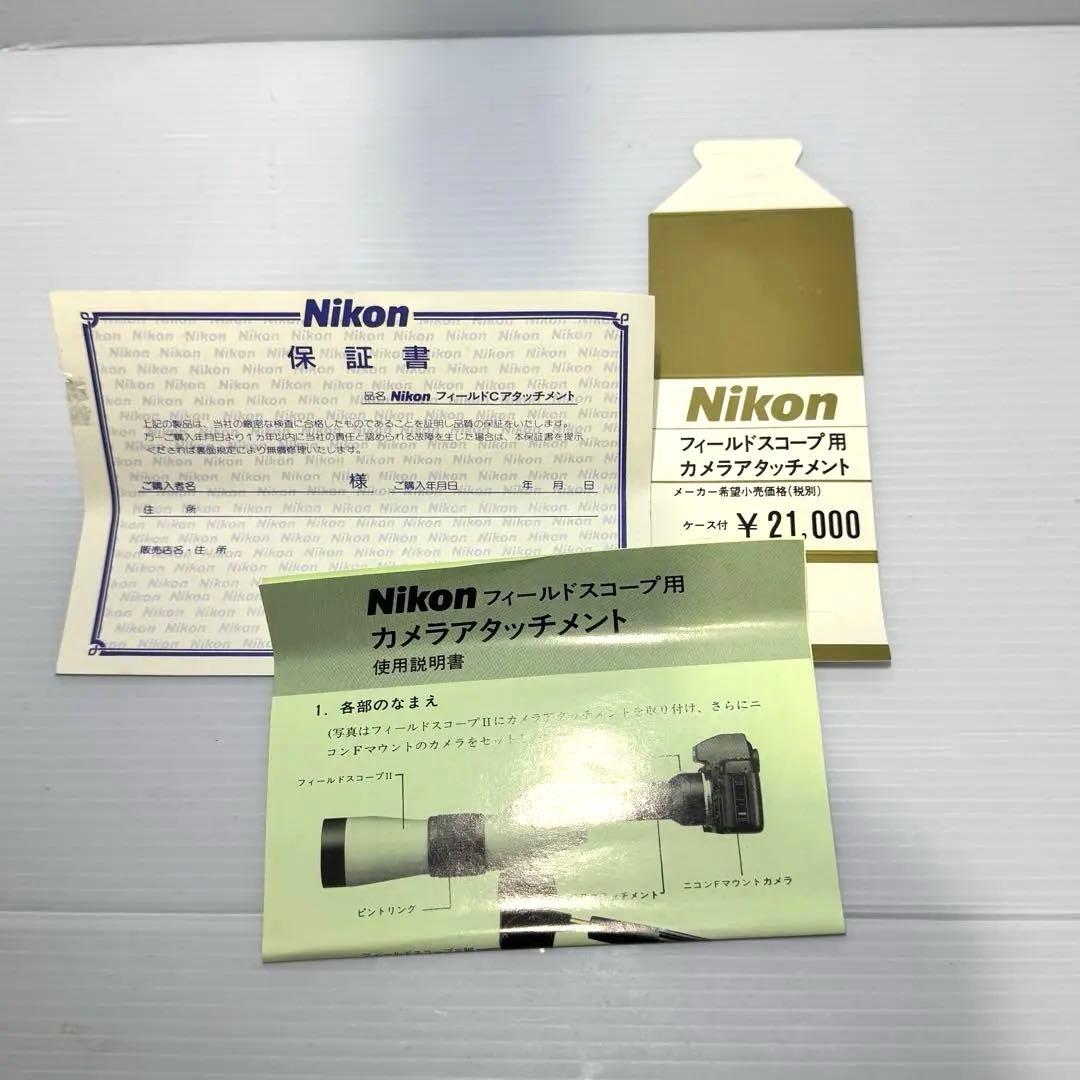 Nikon
保証書
品名 Nikon フィールドCアタッチメント
上記の製品は、当社の厳密な検査に合格したものであることを証明し品質の保証をいたします。
万一ご購入年月日より1ヵ年以内に当社の責任と認められる故障を生じた場合は、本保証書を提示
くださればら裏面規定により無償修理いたします。
ご購入者名 様 ご購入年月日 年 月 日
住 所
販売店名・住 所
Nikon
フィールドスコープ用
カメラアタッチメント
メーカー希望小売価格(税別)
ケース付 ¥21,000
Nikon フィールドスコープ用
カメラアタッチメント
使用説明書
1. 各部のなまえ
(写真はフィールドスコープⅡにカメラアタッチメントを取り付け、さらにニ
コンFマウントのカメラをセット
フィールドスコープⅡ
ピントリング
タッチメント
ニコンFマウントカメラ